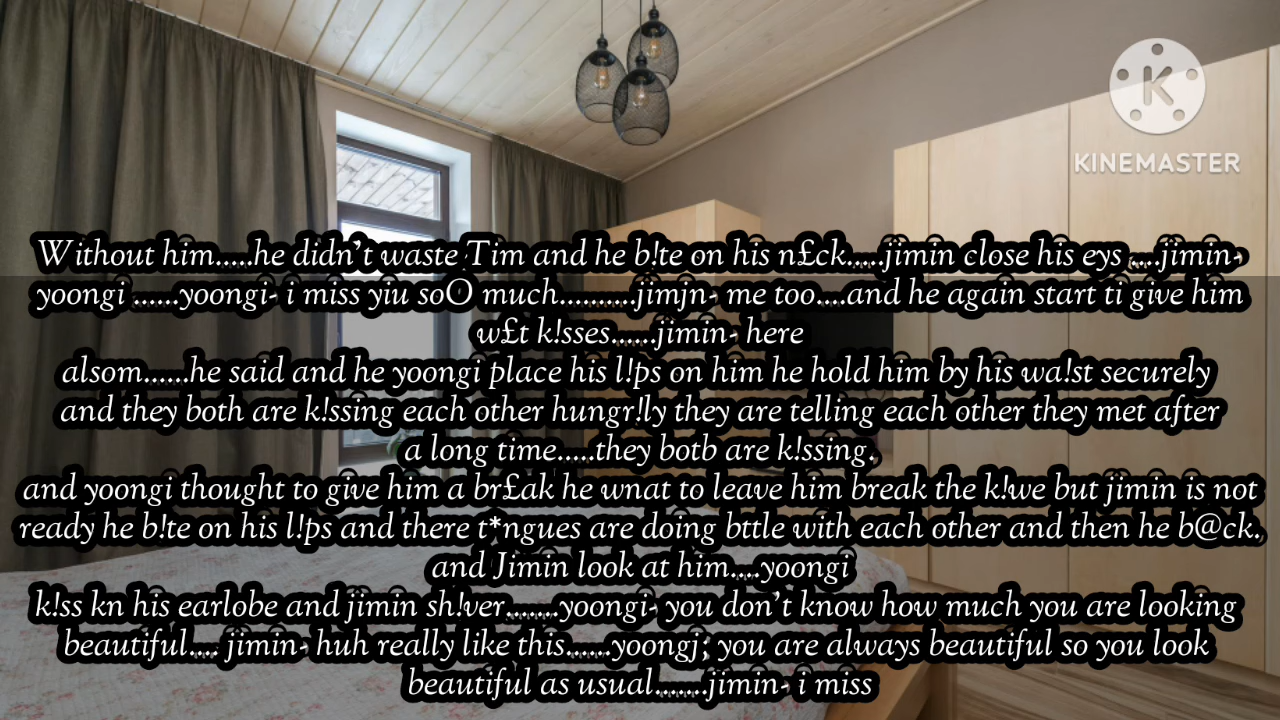 KINEMASTER
Without him.....he didn't waste Tim and he b!te on his n£ck.....jimin close his eys ....jimin-
yoongi ......yoongi- i miss yiu soO much..........jimjn- me too....and he again start ti give him
w£t k!sses......jimin- here
alsom......he said and he yoongi place his l!ps on him he hold him by his wa!st securely
and they both are k!ssing each other hungr!ly they are telling each other they met after
a long time.....they botb are k!ssing.
and yoongi thought to give him a br£ak he wnat to leave him break the k!we but jimin is not
ready he b!te on his l!ps and there t*ngues are doing bttle with each other and then he b@ck.
and Jimin look at him....yoongi
k!ss kn his earlobe and jimin sh!ver.......yoongi- you don't know how much you are looking
beautiful.... jimin- huh really like this......yoongj; you are always beautiful so you look
beautiful as usual.......jimin- i miss